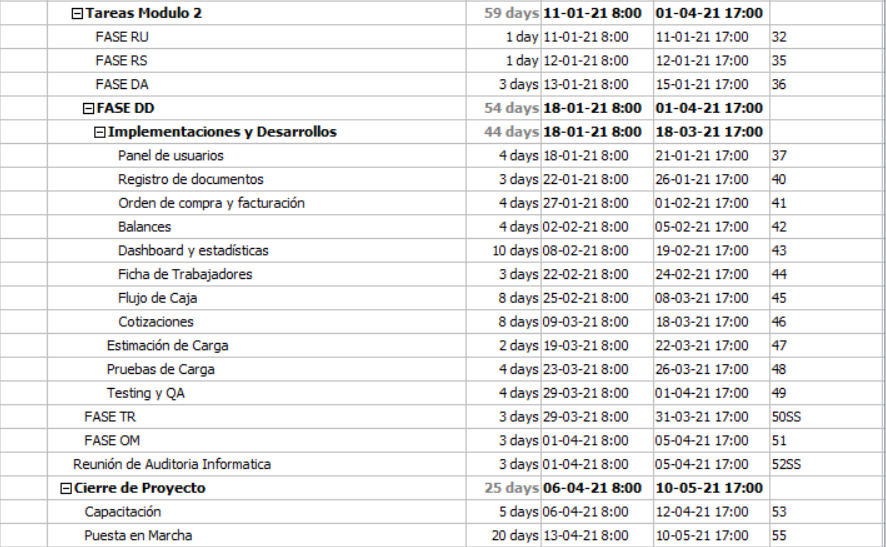 Tareas Modulo 2 59 days 11-01-21 8:00 01-04-21 17:00
FASE RU 1 day 11-01-21 8:00 11-01-21 17:00 32
FASE RS 1 day 12-01-21 8:00 12-01-21 17:00 35
FASE DA 3 days 13-01-21 8:00 15-01-21 17:00 36
FASE DD 54 days 18-01-21 8:00 01-04-21 17:00
Implementaciones y Desarrollos 44 days 18-01-21 8:00 18-03-21 17:00
Panel de usuarios 4 days 18-01-21 8:00 21-01-21 17:00 37
Registro de documentos 3 days 22-01-21 8:00 26-01-21 17:00 40
Orden de compra y facturación 4 days 27-01-21 8:00 01-02-21 17:00 41
Balances 4 days 02-02-21 8:00 05-02-21 17:00 42
Dashboard y estadísticas 10 days 08-02-21 8:00 19-02-21 17:00 43
Ficha de Trabajadores 3 days 22-02-21 8:00 24-02-21 17:00 44
Flujo de Caja 8 days 25-02-21 8:00 08-03-21 17:00 45
Cotizaciones 8 days 09-03-21 8:00 18-03-21 17:00 46
Estimación de Carga 2 days 19-03-21 8:00 22-03-21 17:00 47
Pruebas de Carga 4 days 23-03-21 8:00 26-03-21 17:00 48
Testing y QA 4 days 29-03-21 8:00 01-04-21 17:00 49
FASE TR 3 days 29-03-21 8:00 31-03-21 17:00 50SS
FASE OM 3 days 01-04-21 8:00 05-04-21 17:00 51
Reunión de Auditoria Informatica 3 days 01-04-21 8:00 05-04-21 17:00 52SS
Cierre de Proyecto 25 days 06-04-21 8:00 10-05-21 17:00
Capacitación 5 days 06-04-21 8:00 12-04-21 17:00 53
Puesta en Marcha 20 days 13-04-21 8:00 10-05-21 17:00 55